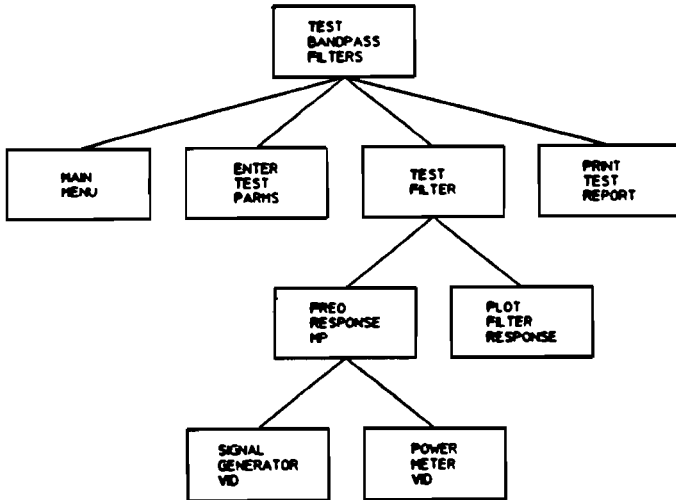 TEST
BANDPASS
FILTERS
MAIN
MENU
ENTER
TEST
PARMS
TEST
FILTER
PRINT
TEST
REPORT
FREQ
RESPONSE
MP
PLOT
FILTER
RESPONSE
SIGNAL
GENERATOR
VID
POWER
METER
VID